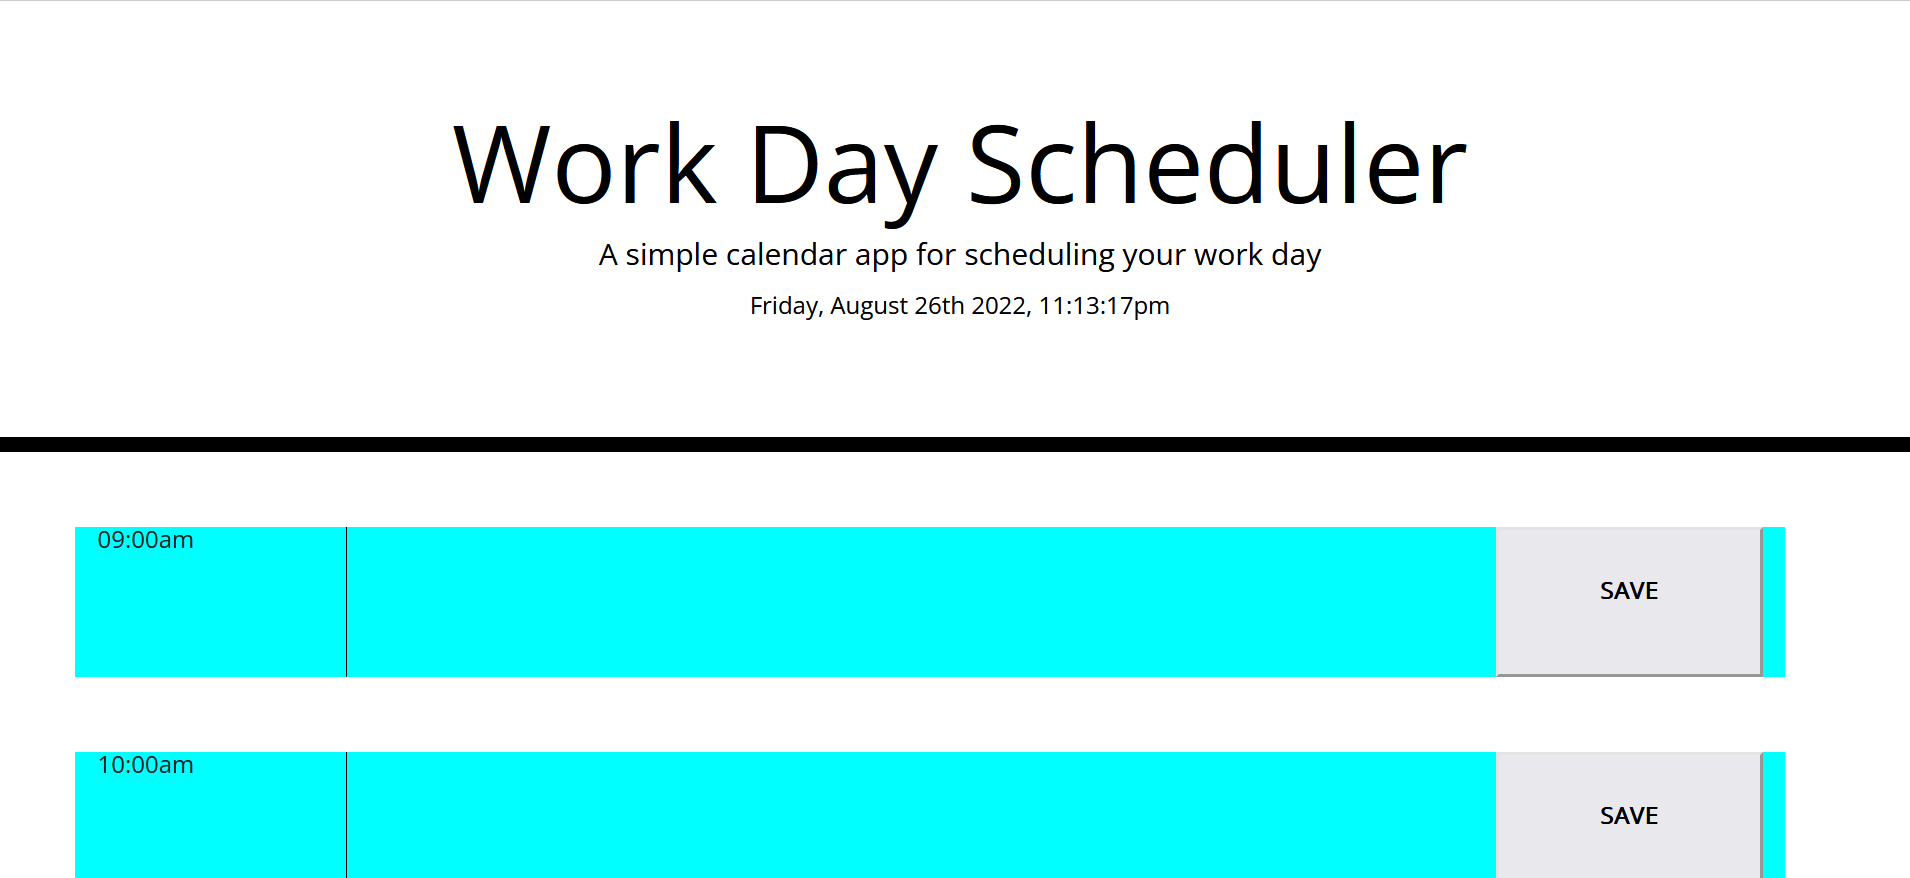 Work Day Scheduler
A simple calendar app for scheduling your work day
Friday, August 26th 2022, 11:13:17pm
09:00am
SAVE
10:00am
SAVE